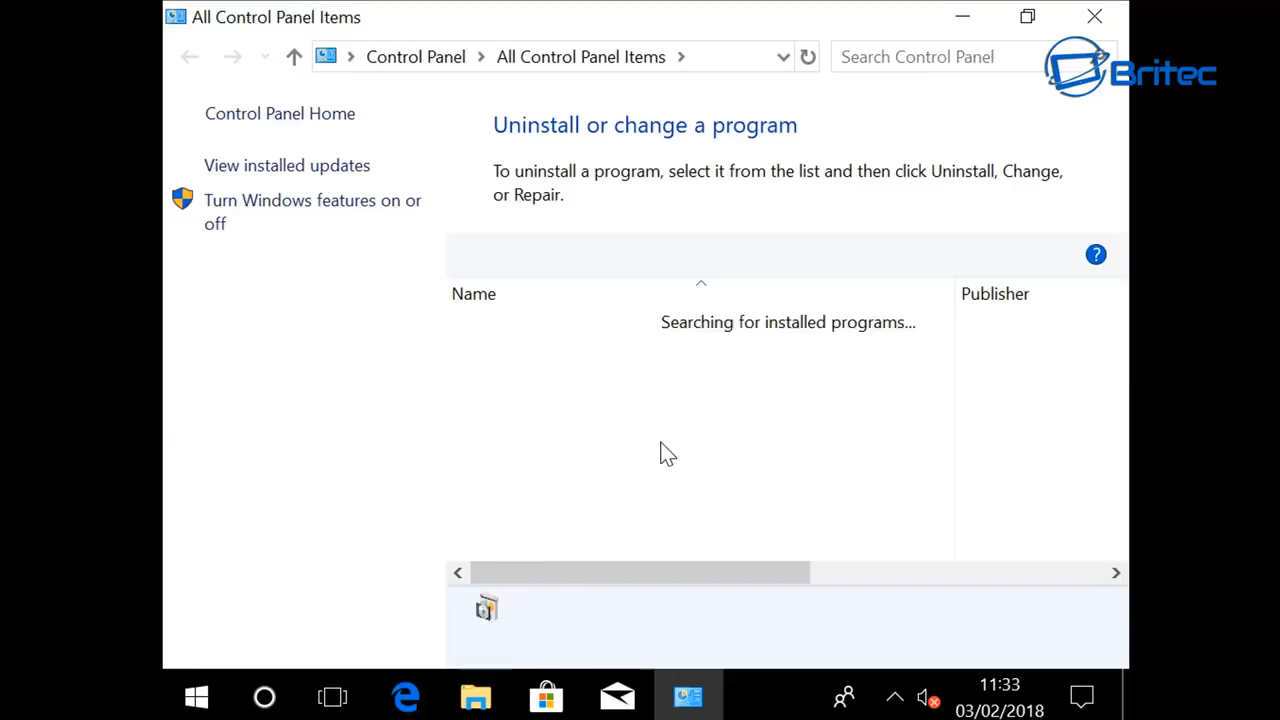 All Control Panel Items
Control Panel
All Control Panel Items
Search Control Panel
Britec
Control Panel Home
View installed updates
Turn Windows features on or
off
Uninstall or change a program
To uninstall a program, select it from the list and then click Uninstall, Change,
or Repair.
?
Name
Publisher
Searching for installed programs...
11:33
03/02/2018